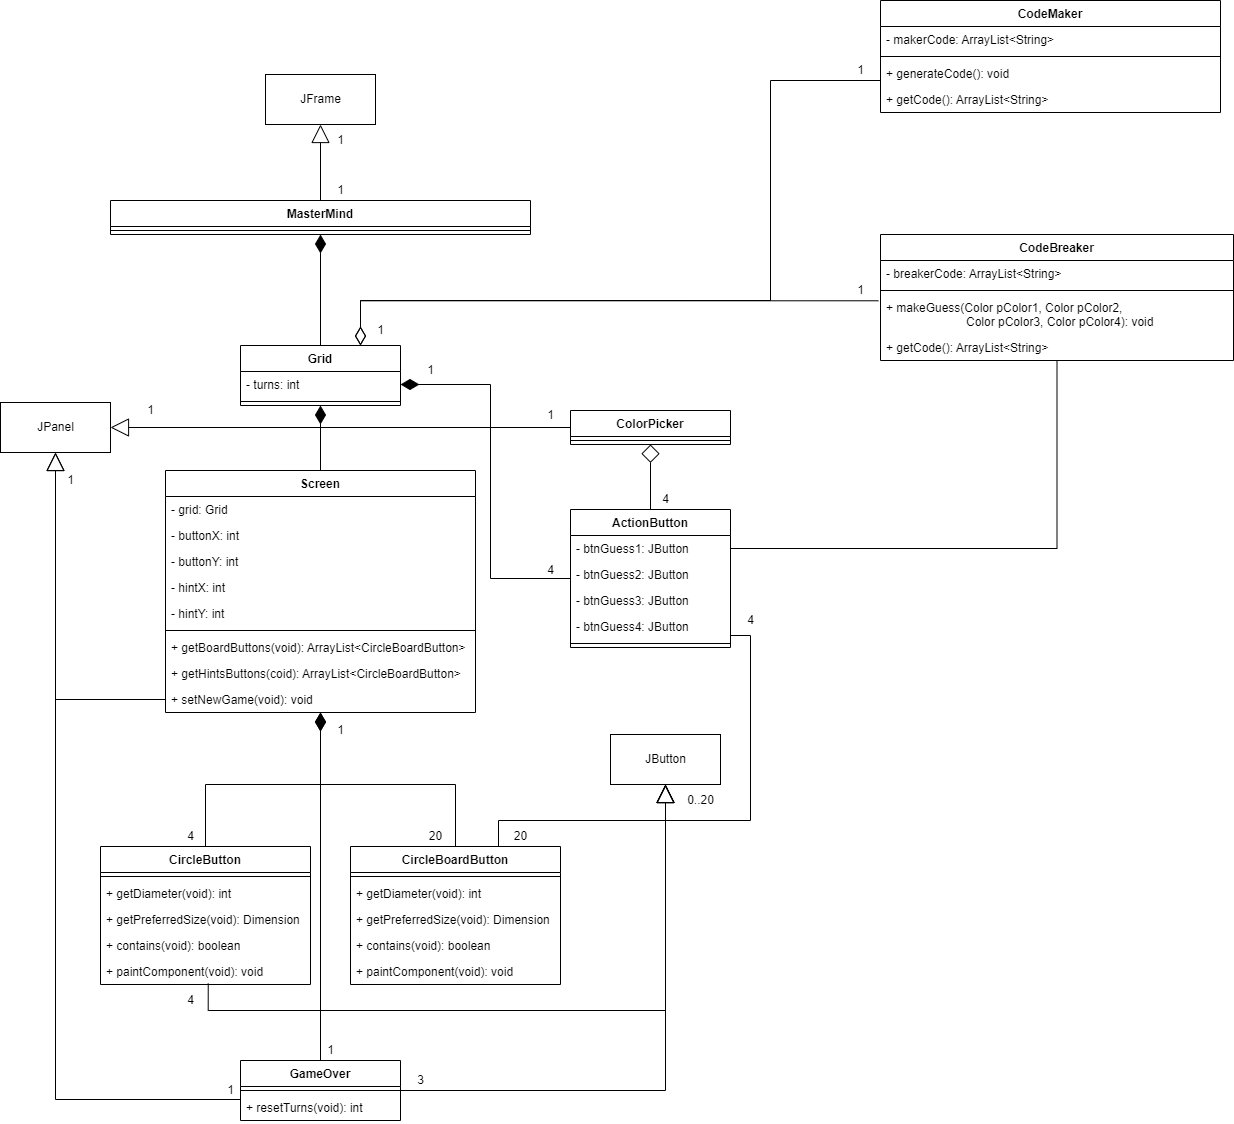 CodeMaker
- makerCode: ArrayList<String>
+ generateCode(): void
+ getCode(): ArrayList<String>
1
JFrame
1
1
MasterMind
CodeBreaker
- breakerCode: ArrayList<String>
+ makeGuess(Color pColor1, Color pColor2,
Color pColor3, Color pColor4): void
+ getCode(): ArrayList<String>
1
1
Grid
- turns: int
1
JPanel
1
1
1
ColorPicker
4
Screen
- grid: Grid
- buttonX: int
- buttonY: int
- hintX: int
- hintY: int
+ getBoardButtons(void): ArrayList<CircleBoardButton>
+ getHintsButtons(coid): ArrayList<CircleBoardButton>
+ setNewGame(void): void
4
ActionButton
- btnGuess1: JButton
- btnGuess2: JButton
- btnGuess3: JButton
- btnGuess4: JButton
4
1
JButton
0..20
4
20
20
CircleButton
+ getDiameter(void): int
+ getPreferredSize(void): Dimension
+ contains(void): boolean
+ paintComponent(void): void
CircleBoardButton
+ getDiameter(void): int
+ getPreferredSize(void): Dimension
+ contains(void): boolean
+ paintComponent(void): void
4
1
1
3
GameOver
+ resetTurns(void): int